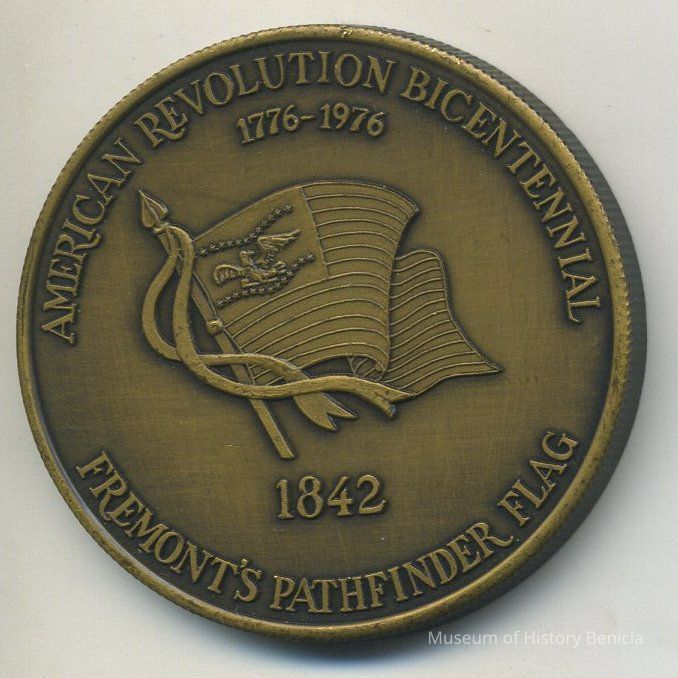 AMERICAN REVOLUTION BICENTENNIAL
1776-1976
1842
FREMONT'S PATHFINDER FLAG
Museum of History Benicia